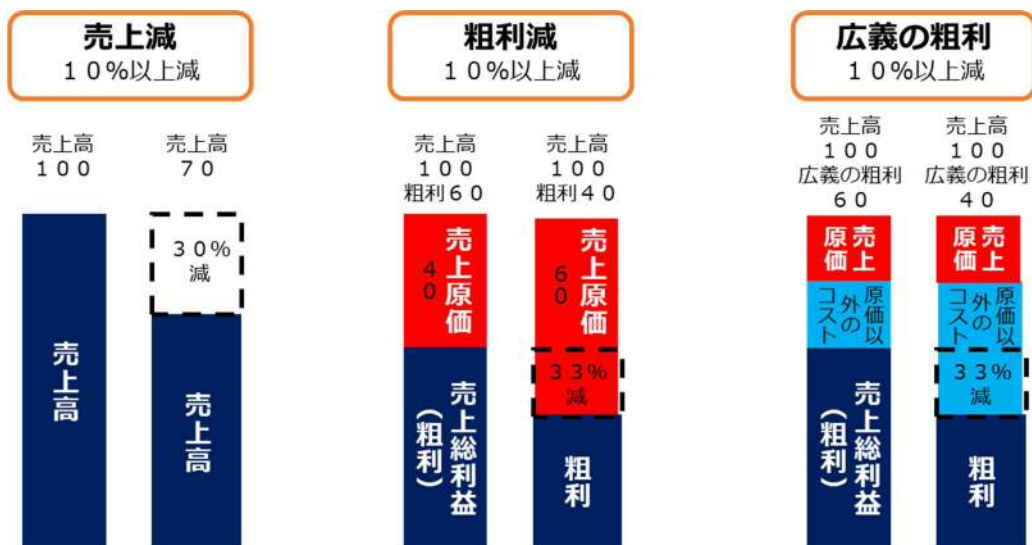 売上減
１０%以上減
売上高
１００
売上高
７０
３０%
減
売上高
売上高
粗利減
１０%以上減
売上高
１００
粗利６０
売上高
１００
粗利４０
売上原価
４０
売上原価
６０
３３%
減
売上総利益
（粗利）
粗利
広義の粗利
１０%以上減
売上高
１００
広義の粗利
６０
売上高
１００
広義の粗利
４０
売上
原価
売上
原価
原価以
外の
コスト
原価以
外の
コスト
３３%
減
売上総利益
（粗利）
粗利